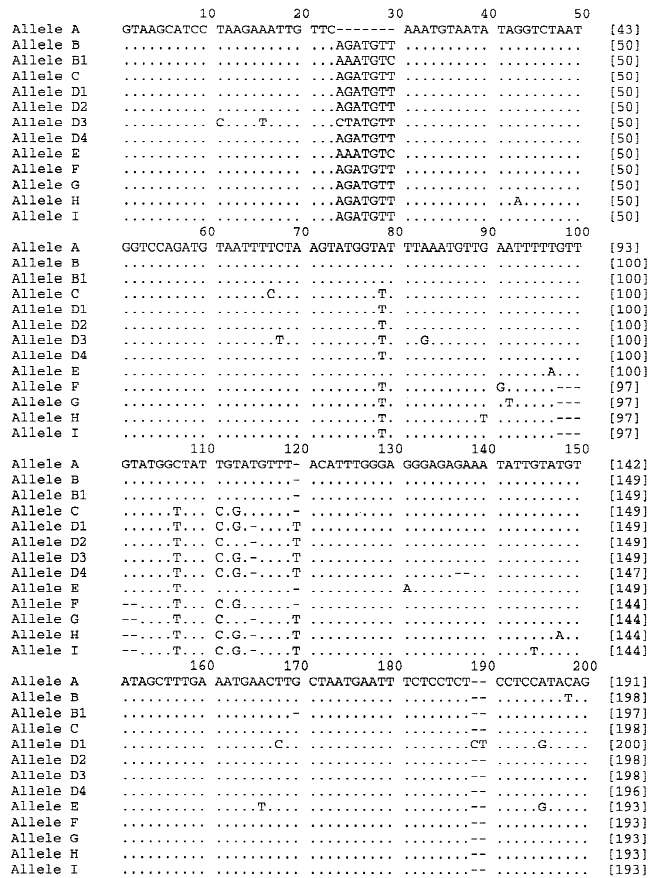 10 20 30 40 50
Allele A GTAAGCATCC TAAGAAATTG TTC------- AAATGTAATA TAGGTCTAAT [43]
Allele B .......... .......... ...AGATGTT .......... .......... [50]
Allele B1 .......... .......... ...AAATGTC .......... .......... [50]
Allele C .......... .......... ...AGATGTT .......... .......... [50]
Allele D1 .......... .......... ...AGATGTT .......... .......... [50]
Allele D2 .......... .......... ...AGATGTT .......... .......... [50]
Allele D3 .......... C....T.... ...CTATGTT .......... .......... [50]
Allele D4 .......... .......... ...AGATGTT .......... .......... [50]
Allele E .......... .......... ...AAATGTC .......... .......... [50]
Allele F .......... .......... ...AGATGTT .......... .......... [50]
Allele G .......... .......... ...AGATGTT .......... .......... [50]
Allele H .......... .......... ...AGATGTT .......... ..A....... [50]
Allele I .......... .......... ...AGATGTT .......... .......... [50]
60 70 80 90 100
Allele A GGTCCAGATG TAATTTTCTA AGTATGGTAT TTAAATGTTG AATTTTTGTT [93]
Allele B .......... .......... .......... .......... .......... [100]
Allele B1 .......... .......... .......... .......... .......... [100]
Allele C .......... ......C... ........T. .......... .......... [100]
Allele D1 .......... .......... ........T. .......... .......... [100]
Allele D2 .......... .......... ........T. .......... .......... [100]
Allele D3 .......... .......T.. .......... ..G....... .......... [100]
Allele D4 .......... .......... ........T. .......... .......... [100]
Allele E .......... .......... .......... .......... ......A... [100]
Allele F .......... .......... ........T. .......... G......--- [97]
Allele G .......... .......... ........T. .......... .T.....--- [97]
Allele H .......... .......... ........T. .........T .......--- [97]
Allele I .......... .......... ........T. .......... .......--- [97]
110 120 130 140 150
Allele A GTATGGCTAT TGTATGTTT- ACATTTGGGA GGGAGAGAAA TATTGTATGT [142]
Allele B .......... .........- .......... .......... .......... [149]
Allele B1 .......... .........- .......... .......... .......... [149]
Allele C ......T... C.G......- .......... .......... .......... [149]
Allele D1 ......T... C.G.-....T .......... .......... .......... [149]
Allele D2 ......T... C.G.-....T .......... .......... .......... [149]
Allele D3 ......T... C.G.-....T .......... .......... .......... [149]
Allele D4 ......T... C.G.-....T .......... ......--.. .......... [147]
Allele E ......T... .........- .......... A......... .......... [149]
Allele F --....T... C.G......- .......... .......... .......... [144]
Allele G --....T... C.G.-....T .......... .......... .......... [144]
Allele H --....T... C.G.-....T .......... .......... .......A.. [144]
Allele I --....T... C.G.-....T .......... .......... ....T..... [144]
160 170 180 190 200
Allele A ATAGCTTTGA AATGAACTTG CTAATGAATT TCTCCTCT-- CCTCCATACAG [191]
Allele B .......... .......... .......... ........-- ........T.. [198]
Allele B1 .......... .........- .......... ........-- ........... [197]
Allele C .......... .......... .......... ........-- ........... [198]
Allele D1 .......... .......C.. .......... ........CT .....G..... [200]
Allele D2 .......... .......... .......... ........-- ........... [198]
Allele D3 .......... .......... .......... ........-- ........... [198]
Allele D4 .......... .......... .......... ........-- ........... [196]
Allele E .......... .....T.... .......... ........-- .....G..... [193]
Allele F .......... .......... .......... ........-- ........... [193]
Allele G .......... .......... .......... ........-- ........... [193]
Allele H .......... .......... .......... ........-- ........... [193]
Allele I .......... .......... .......... ........-- ........... [193]